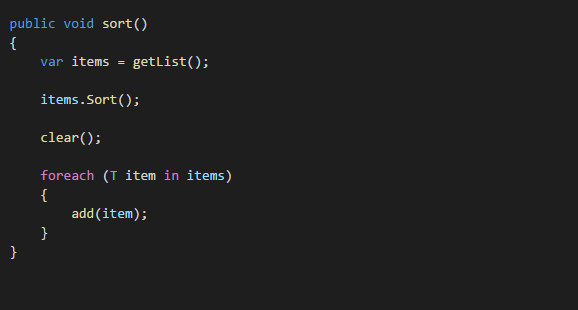 public void sort()
{
    var items = getList();

    items.Sort();

    clear();

    foreach (T item in items)
    {
        add(item);
    }
}